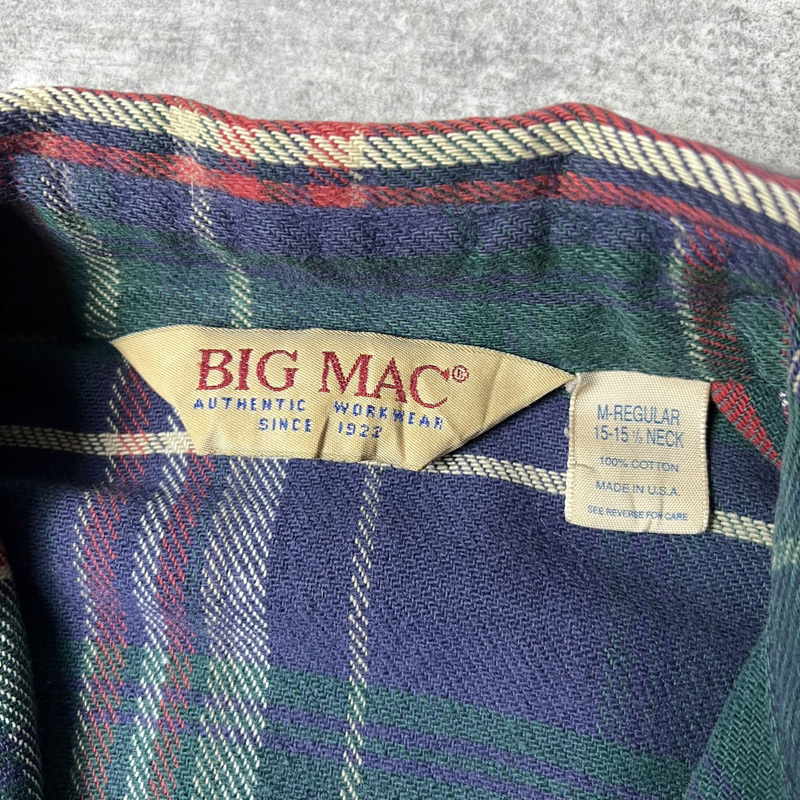 BIG MAC®
AUTHENTIC WORKWEAR
SINCE 1922
M-REGULAR
15-15 ½ NECK
100% COTTON
MADE IN U.S.A.
SEE REVERSE FOR CARE